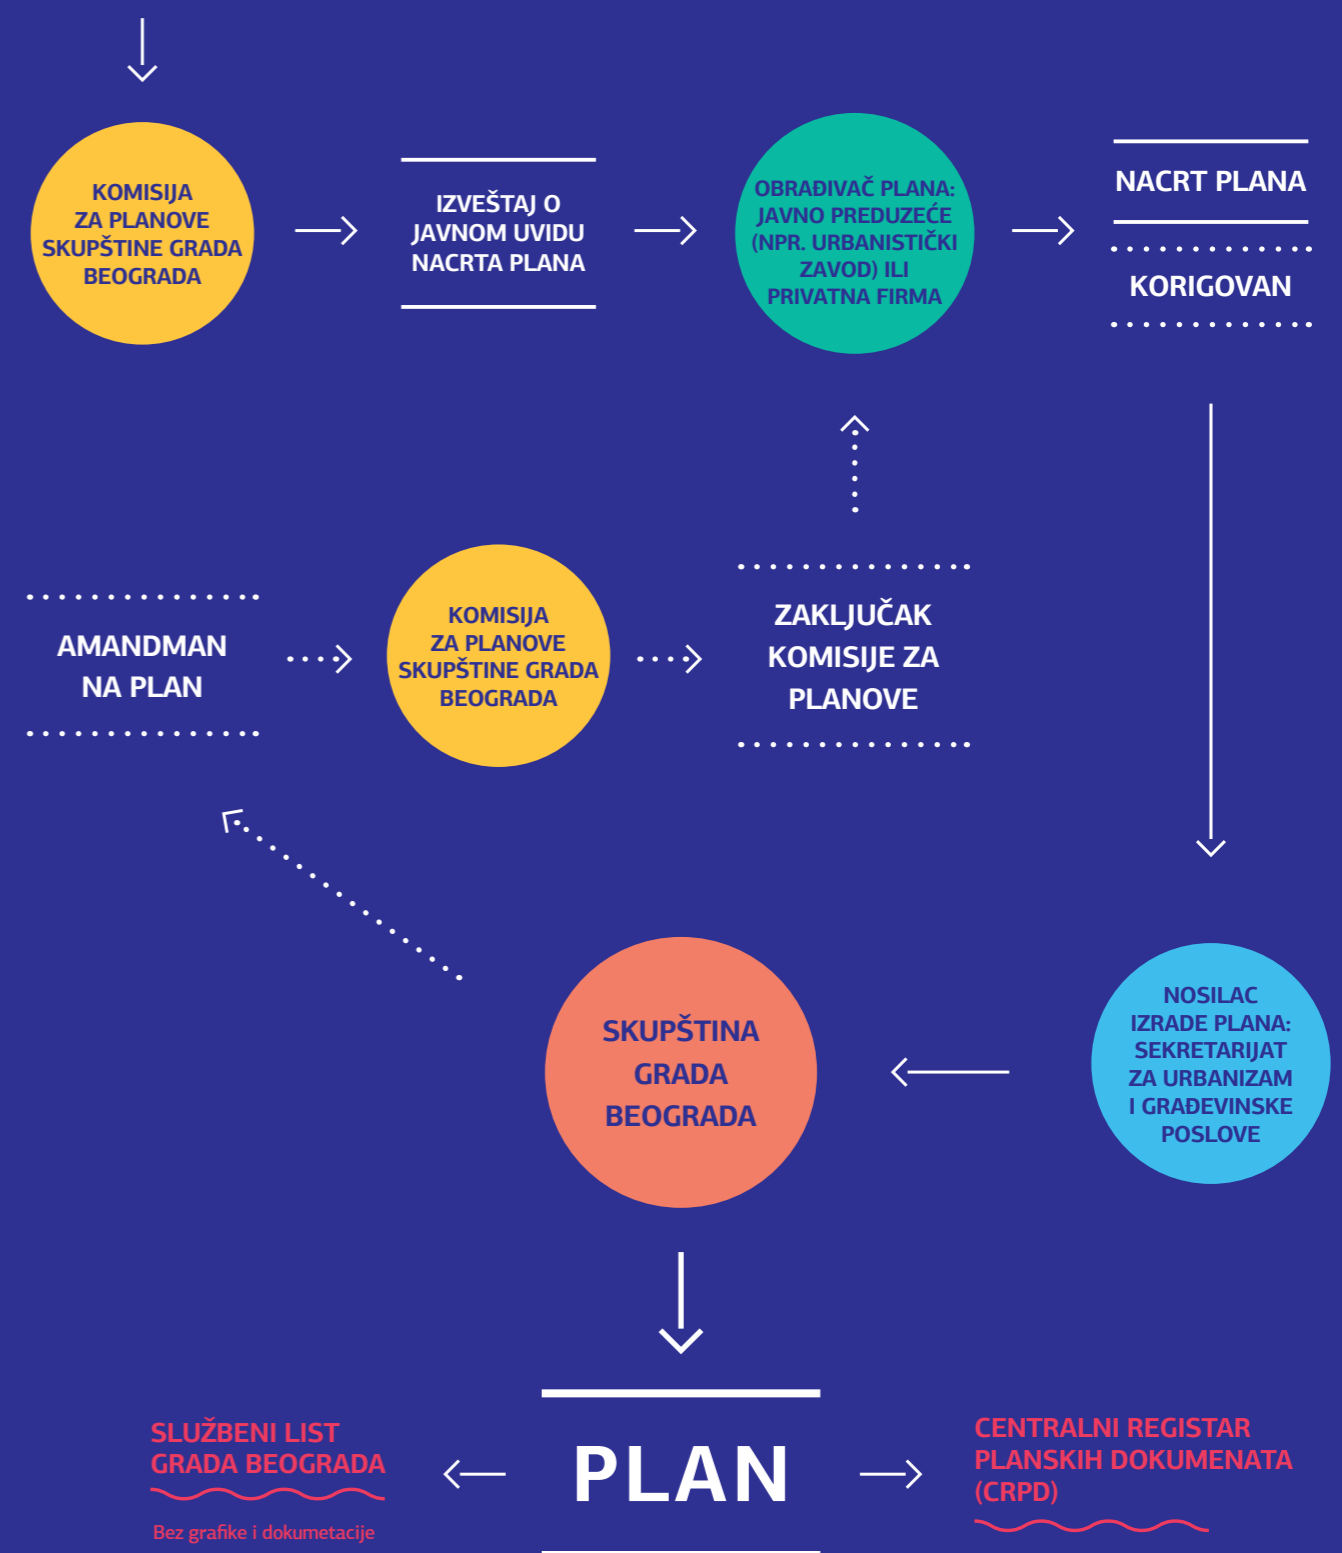 KOMISIJA
ZA PLANOVE
SKUPŠTINE GRADA
BEOGRADA
IZVEŠTAJ O
JAVNOM UVIDU
NACRTA PLANA
OBRAĐIVAČ PLANA:
JAVNO PREDUZEĆE
(NPR. URBANISTIČKI
ZAVOD) ILI
PRIVATNA FIRMA
NACRT PLANA
KORIGOVAN
AMANDMAN
NA PLAN
KOMISIJA
ZA PLANOVE
SKUPŠTINE GRADA
BEOGRADA
ZAKLJUČAK
KOMISIJE ZA
PLANOVE
SKUPŠTINA
GRADA
BEOGRADA
NOSILAC
IZRADE PLANA:
SEKRETARIJAT
ZA URBANIZAM
I GRAĐEVINSKE
POSLOVE
SLUŽBENI LIST
GRADA BEOGRADA
Bez grafike i dokumetacije
PLAN
CENTRALNI REGISTAR
PLANSKIH DOKUMENATA
(CRPD)